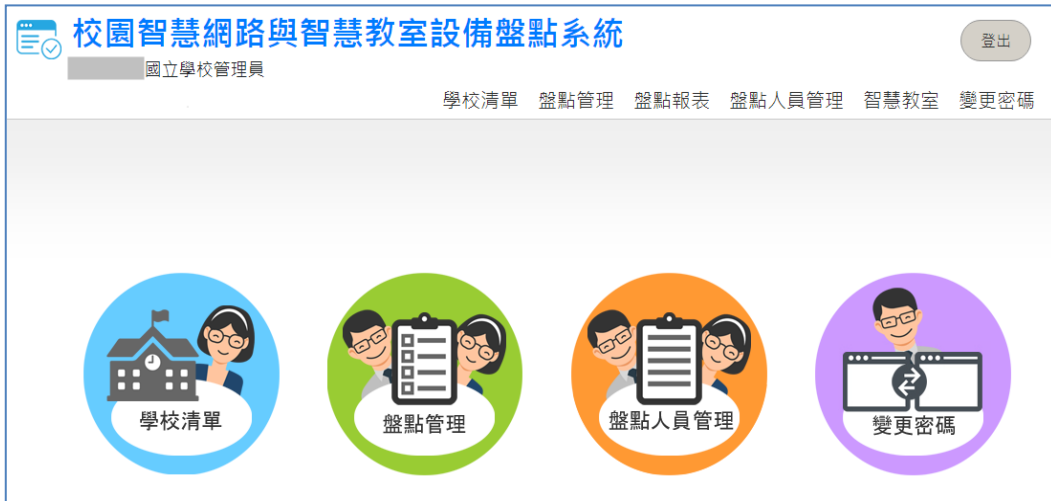 校園智慧網路與智慧教室設備盤點系統
登出
國立學校管理員
學校清單 盤點管理 盤點報表 盤點人員管理 智慧教室 變更密碼
學校清單
盤點管理
盤點人員管理
變更密碼